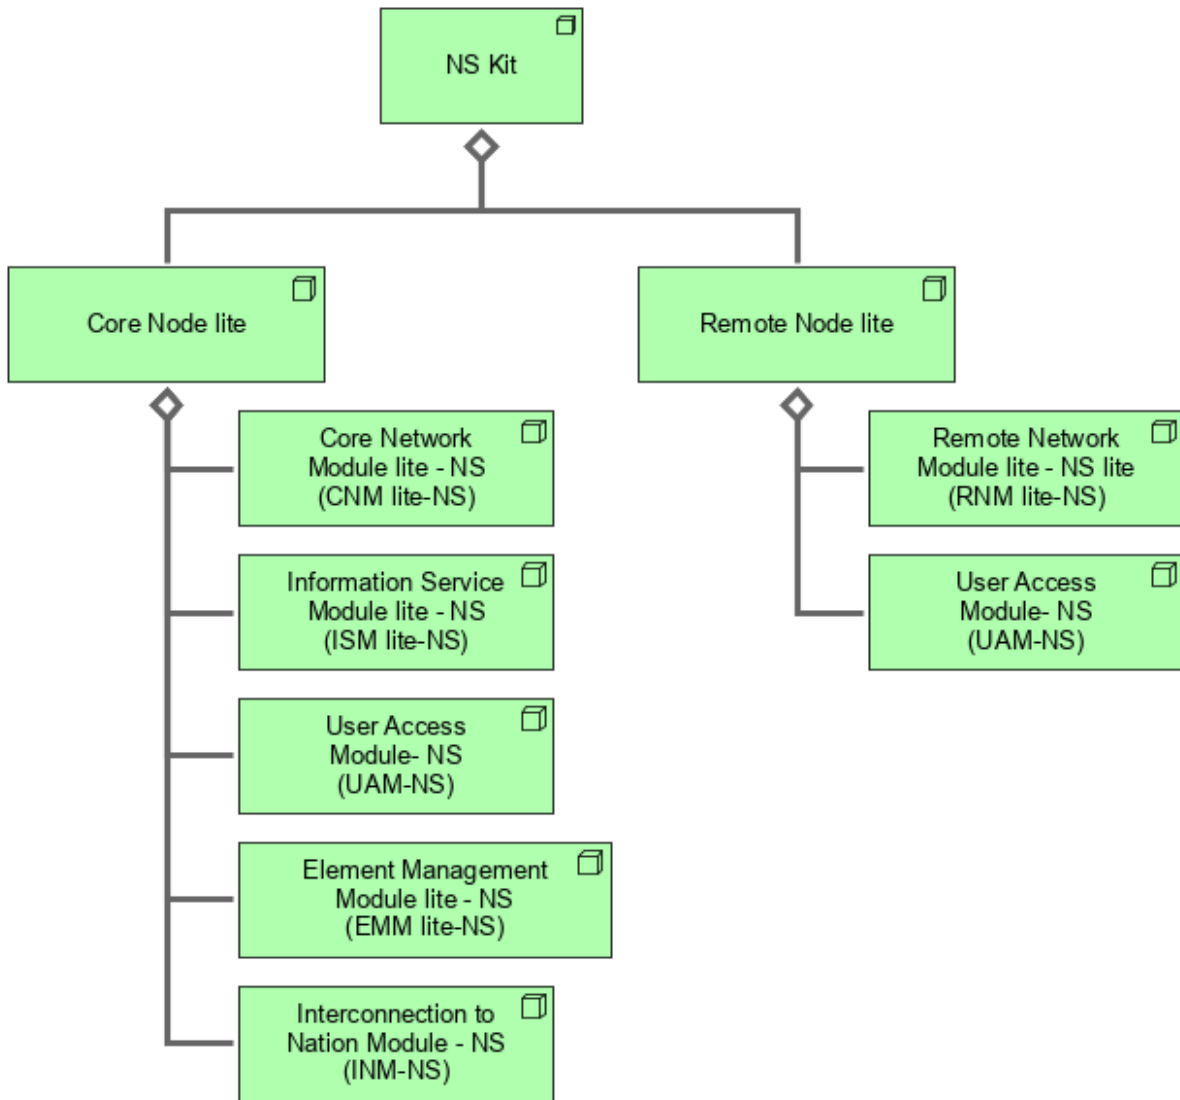 NS Kit
Core Node lite
Remote Node lite
Core Network
Module lite - NS
(CNM lite-NS)
Information Service
Module lite - NS
(ISM lite-NS)
User Access
Module- NS
(UAM-NS)
Element Management
Module lite - NS
(EMM lite-NS)
Interconnection to
Nation Module - NS
(INM-NS)
Remote Network
Module lite - NS lite
(RNM lite-NS)
User Access
Module- NS
(UAM-NS)